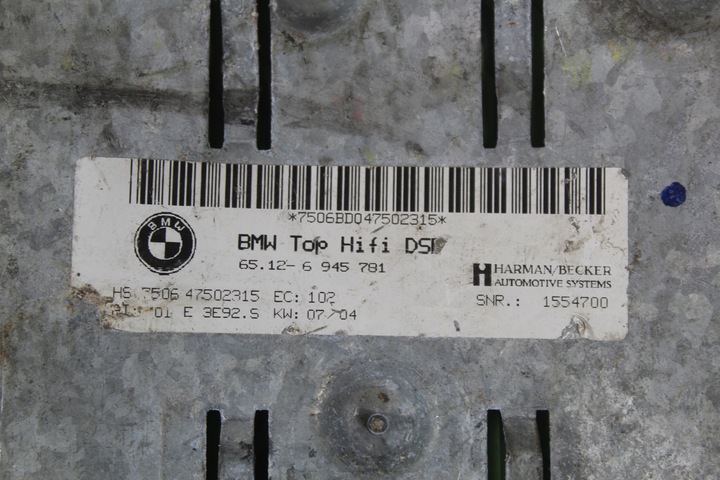 *7506BD047502315*
BMW
BMW Top Hifi DSP
65.12- 6 945 781
HARMAN/BECKER
AUTOMOTIVE SYSTEMS
HS 7506 47502315 EC: 102
SNR.: 1554700
01 E 3E92.S KW: 07/04